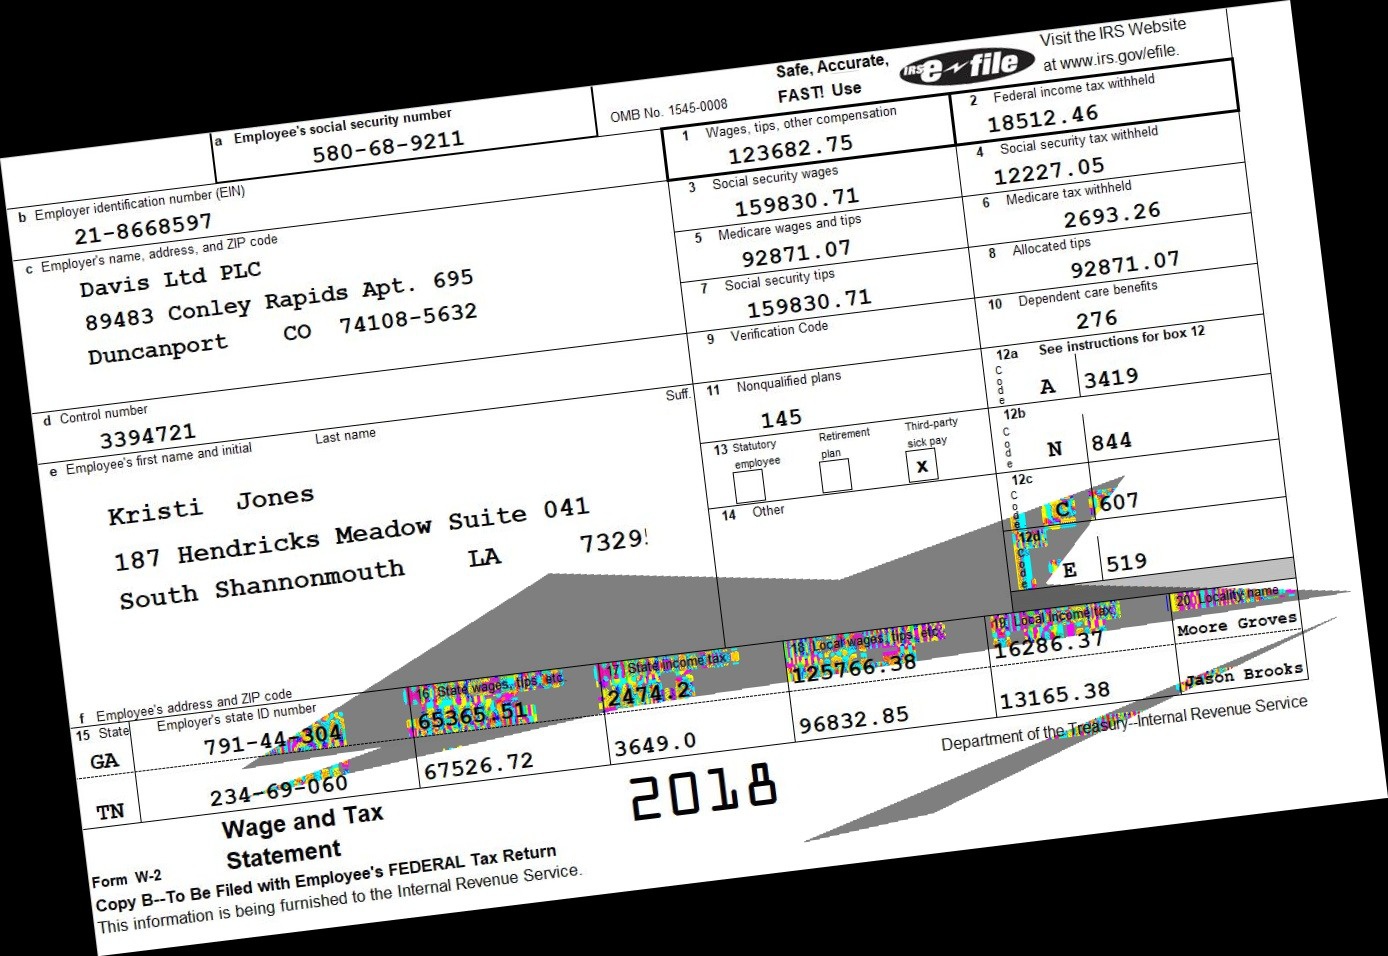 a Employee's social security number
580-68-9211
OMB No. 1545-0008
Safe, Accurate,
FAST! Use
IRS e-file
Visit the IRS Website
at www.irs.gov/efile.
b Employer identification number (EIN)
21-8668597
1 Wages, tips, other compensation
123682.75
2 Federal income tax withheld
18512.46
c Employer's name, address, and ZIP code
Davis Ltd PLC
89483 Conley Rapids Apt. 695
Duncanport CO 74108-5632
3 Social security wages
159830.71
4 Social security tax withheld
12227.05
5 Medicare wages and tips
92871.07
6 Medicare tax withheld
2693.26
7 Social security tips
159830.71
8 Allocated tips
92871.07
d Control number
3394721
9 Verification Code
10 Dependent care benefits
276
e Employee's first name and initial Last name Suff.
11 Nonqualified plans
145
12a See instructions for box 12
Code A 3419
Kristi Jones
187 Hendricks Meadow Suite 041
South Shannonmouth LA
13 Statutory employee Retirement plan Third-party sick pay
x
12b
Code N 844
14 Other
12c
Code C 607
12d
Code E 519
f Employee's address and ZIP code
15 State Employer's state ID number
16 State wages, tips, etc.
17 State income tax
18 Local wages, tips, etc.
19 Local income tax
20 Locality name
GA 791-44-304 65365.51 2474.2 125766.38 16286.37 Moore Groves
TN 234-69-060 67526.72 3649.0 96832.85 13165.38 Jason Brooks
Form W-2
Wage and Tax
Statement
2018
Department of the Treasury--Internal Revenue Service
Copy B--To Be Filed with Employee's FEDERAL Tax Return
This information is being furnished to the Internal Revenue Service.